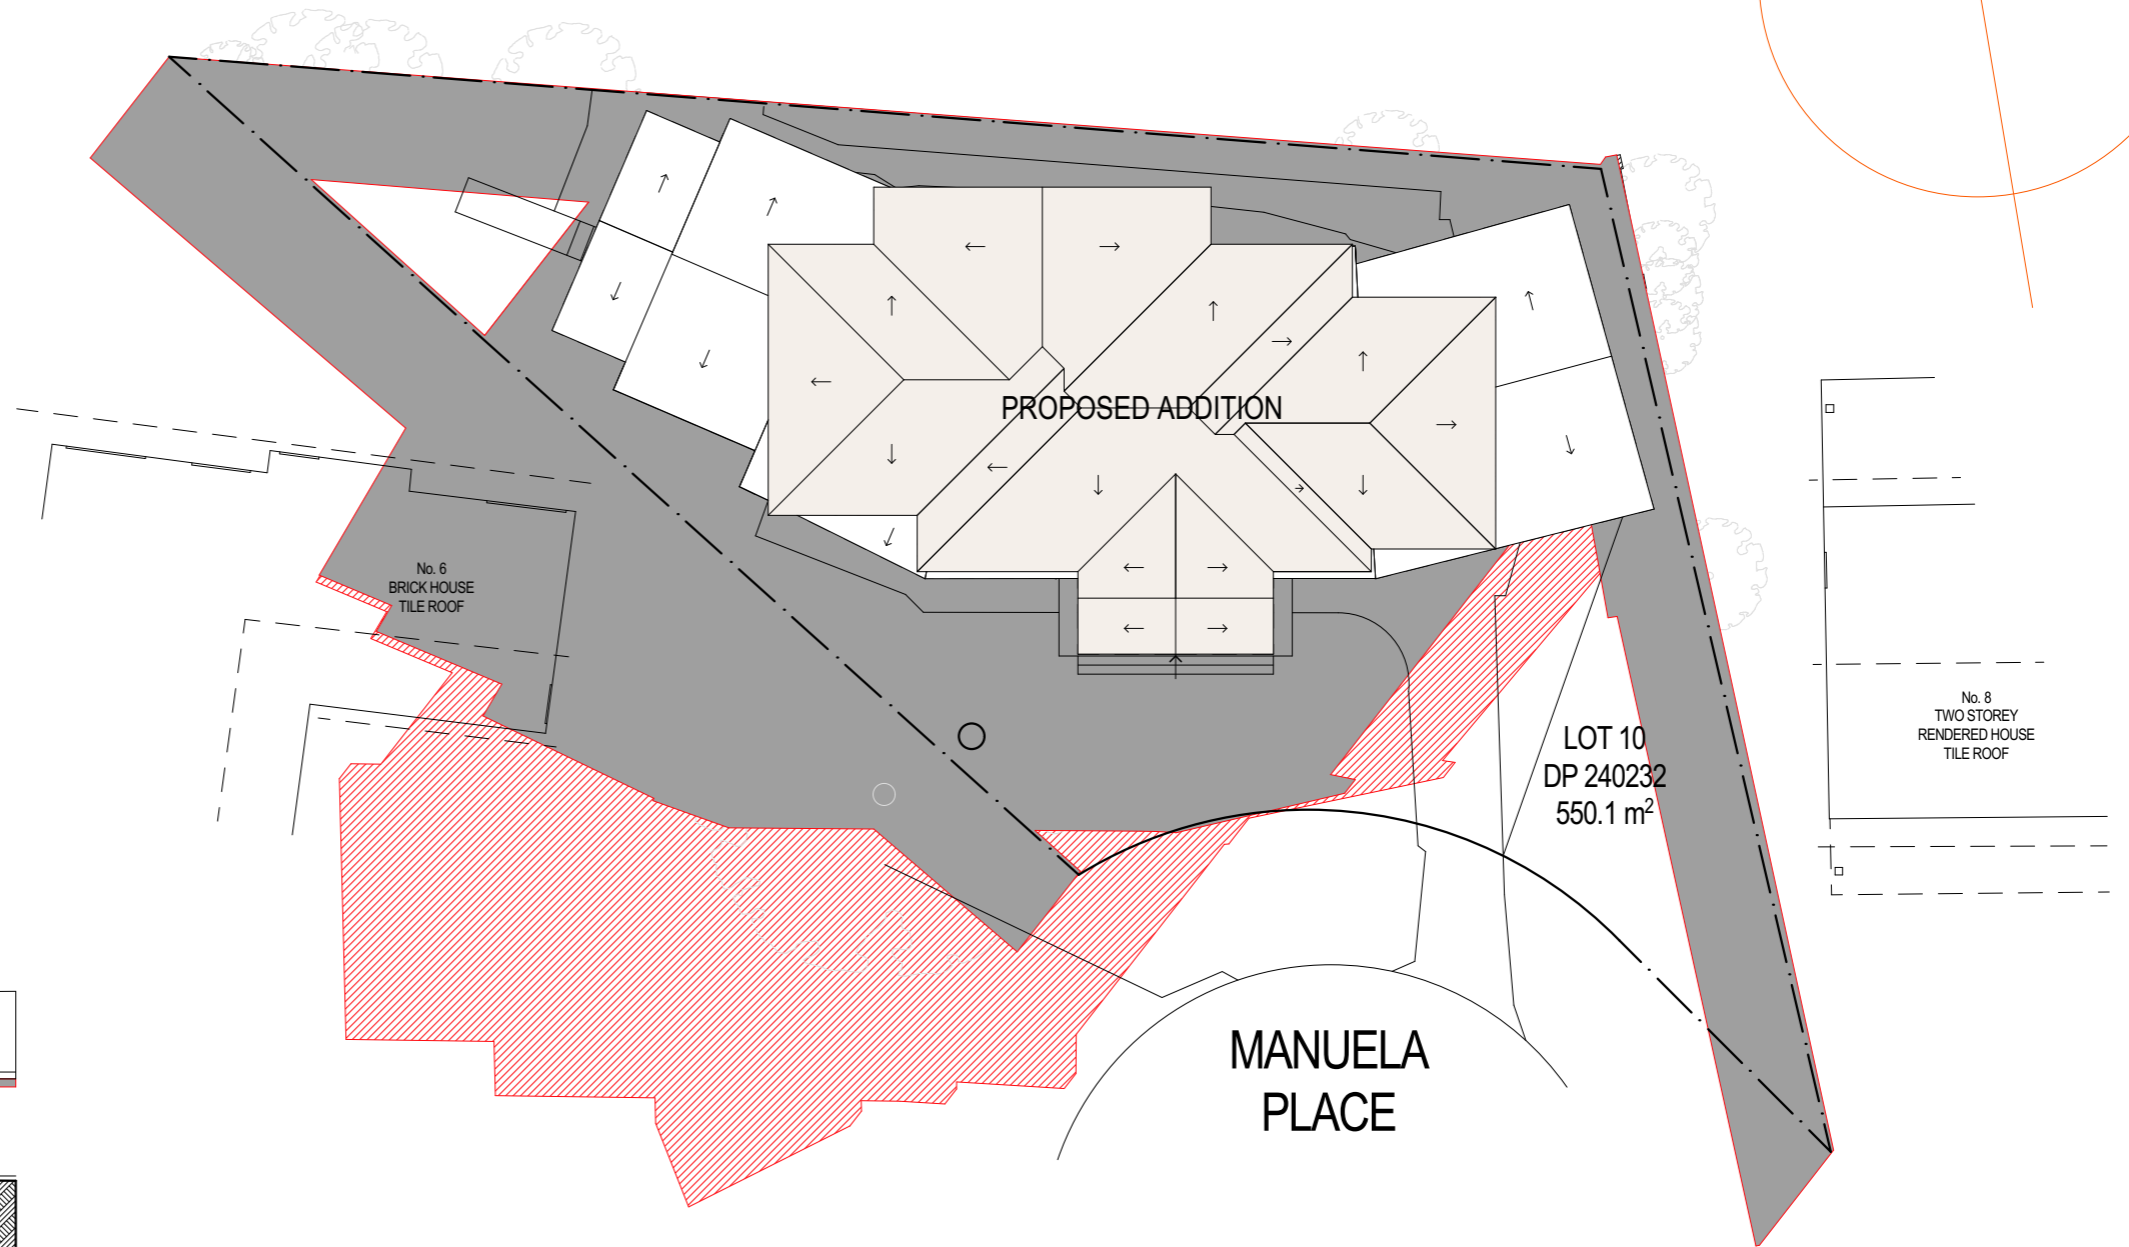 PROPOSED ADDITION
No. 6
BRICK HOUSE
TILE ROOF
LOT 10
DP 240232
550.1 m²
No. 8
TWO STOREY
RENDERED HOUSE
TILE ROOF
MANUELA
PLACE